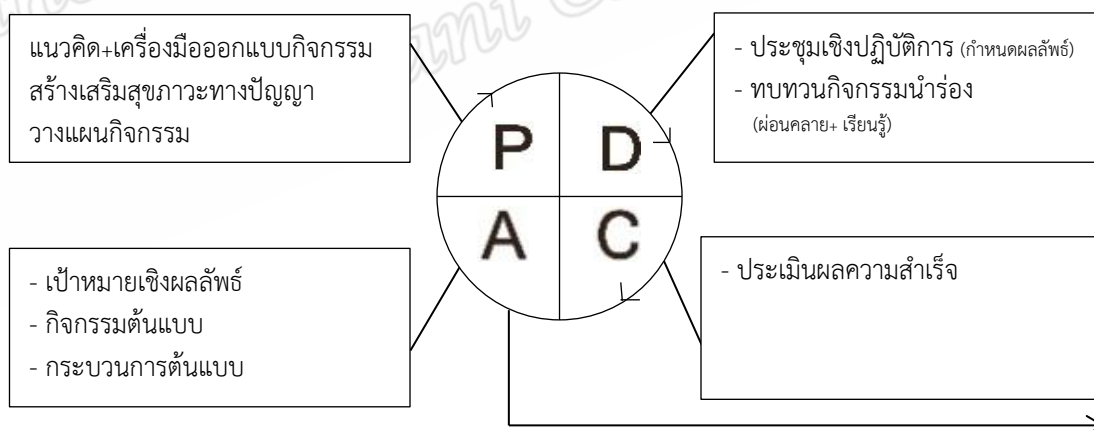 แนวคิด+เครื่องมือออกแบบกิจกรรม
สร้างเสริมสุขภาวะทางปัญญา
วางแผนกิจกรรม
- ประชุมเชิงปฏิบัติการ (กำหนดผลลัพธ์)
- ทบทวนกิจกรรมนำร่อง
(ผ่อนคลาย+ เรียนรู้)
P D
A C
- เป้าหมายเชิงผลลัพธ์
- กิจกรรมต้นแบบ
- กระบวนการต้นแบบ
- ประเมินผลความสำเร็จ